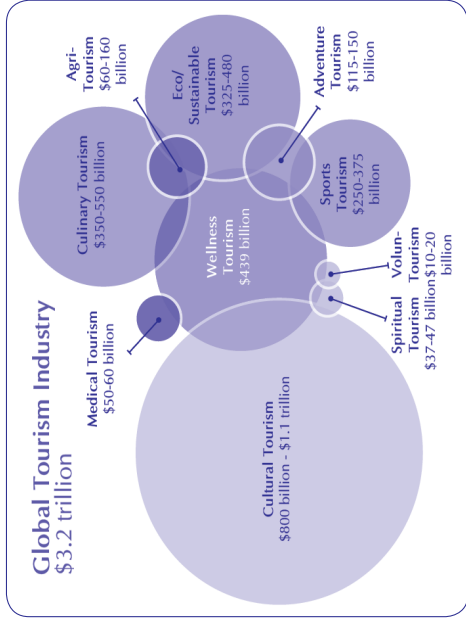 Global Tourism Industry
$3.2 trillion
Medical Tourism
$50-60 billion
Culinary Tourism
$350-550 billion
Agri-
Tourism
$60-160
billion
Cultural Tourism
$800 billion - $1.1 trillion
Wellness
Tourism
$439 billion
Eco/
Sustainable
Tourism
$325-480
billion
Spiritual
Tourism
$37-47 billion
Volun-
Tourism
$10-20
billion
Sports
Tourism
$250-375
billion
Adventure
Tourism
$115-150
billion